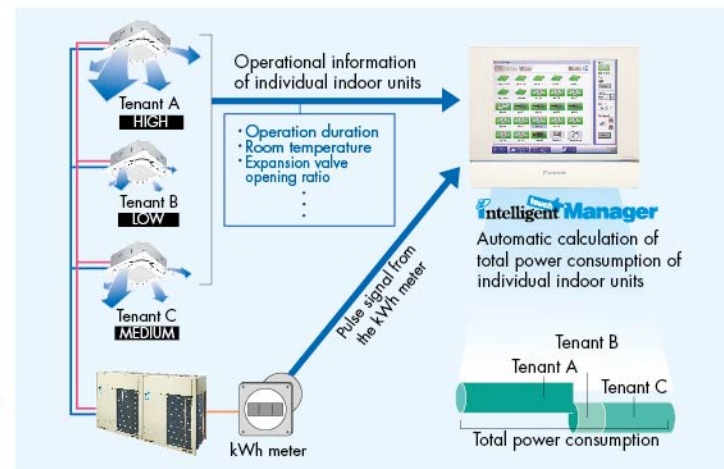 Operational information
of individual indoor units
Tenant A
HIGH
・Operation duration
・Room temperature
・Expansion valve
opening ratio
Tenant B
LOW
Tenant C
MEDIUM
Pulse signal from
the kWh meter
kWh meter
intelligent touch Manager
Automatic calculation of
total power consumption of
individual indoor units
Tenant B
Tenant A
Tenant C
Total power consumption